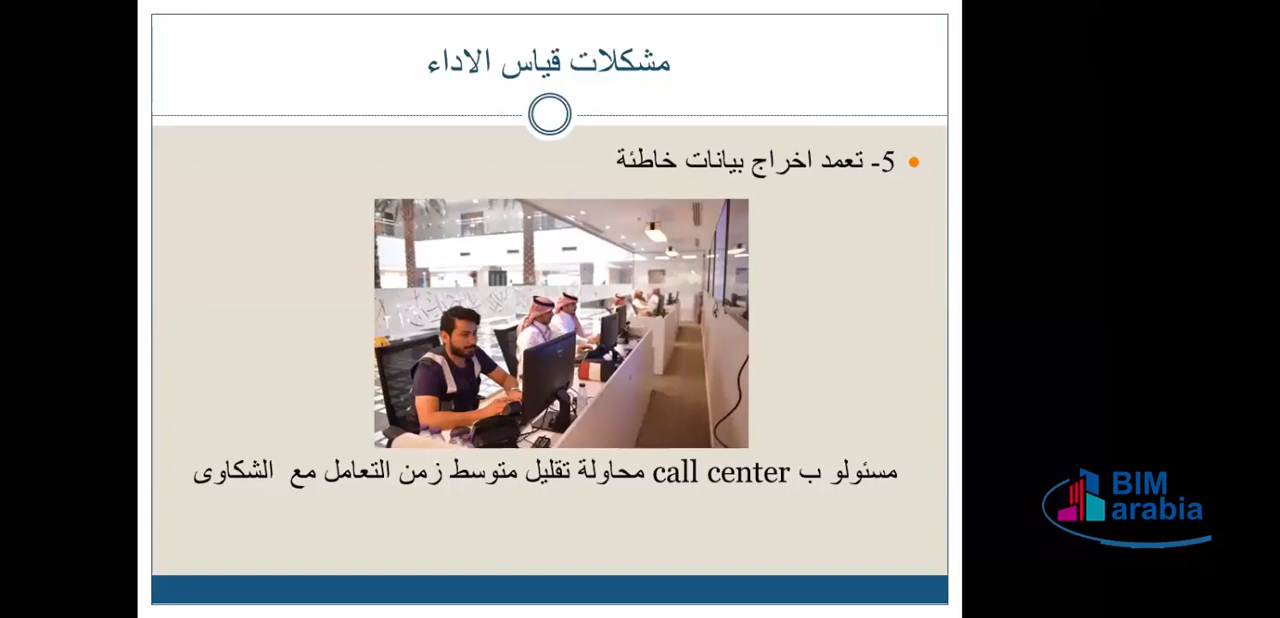 مشكلات قياس الاداء
5- تعمد اخراج بيانات خاطئة
مسئولو ب call center محاولة تقليل متوسط زمن التعامل مع الشكاوى
BIM
arabia